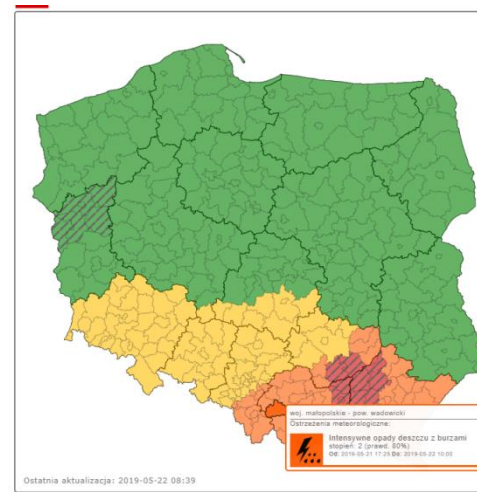 woj. małopolskie - pow. wadowicki
Ostrzeżenia meteorologiczne:
Intensywne opady deszczu z burzami
stopień: 2 (prawd. 80%)
Od: 2019-05-21 17:25 Do: 2019-05-22 10:00
Ostatnia aktualizacja: 2019-05-22 08:39